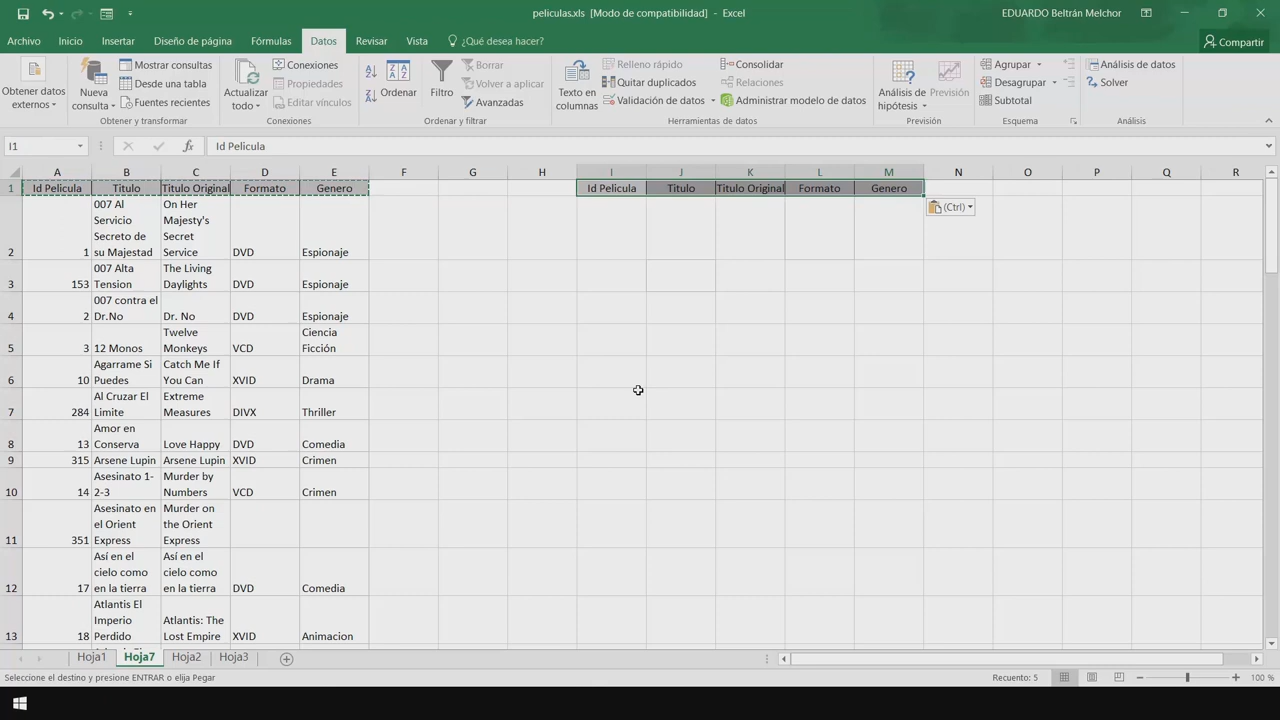 peliculas.xls [Modo de compatibilidad] - Excel
EDUARDO Beltrán Melchor
Archivo Inicio Insertar Diseño de página Fórmulas Datos Revisar Vista ¿Qué desea hacer? Compartir
Obtener datos externos
Nueva consulta
Mostrar consultas
Desde una tabla
Fuentes recientes
Obtener y transformar
Actualizar todo
Conexiones
Propiedades
Editar vínculos
Conexiones
Ordenar
Filtro
Borrar
Volver a aplicar
Avanzadas
Ordenar y filtrar
Texto en columnas
Relleno rápido
Quitar duplicados
Validación de datos
Consolidar
Relaciones
Administrar modelo de datos
Herramientas de datos
Análisis de hipótesis
Previsión
Previsión
Agrupar
Desagrupar
Subtotal
Esquema
Análisis de datos
Solver
Análisis
I1 fx Id Pelicula
A B C D E F G H I J K L M N O P Q R
1 Id Pelicula Titulo Titulo Original Formato Genero Id Pelicula Titulo Titulo Original Formato Genero
(Ctrl)
2 1 007 Al Servicio Secreto de su Majestad On Her Majesty's Secret Service DVD Espionaje
3 153 007 Alta Tension The Living Daylights DVD Espionaje
4 2 007 contra el Dr.No Dr. No DVD Espionaje
5 3 12 Monos Twelve Monkeys VCD Ciencia Ficción
6 10 Agarrame Si Puedes Catch Me If You Can XVID Drama
7 284 Al Cruzar El Limite Extreme Measures DIVX Thriller
8 13 Amor en Conserva Love Happy DVD Comedia
9 315 Arsene Lupin Arsene Lupin XVID Crimen
10 14 Asesinato 1-2-3 Murder by Numbers VCD Crimen
11 351 Asesinato en el Orient Express Murder on the Orient Express
12 17 Así en el cielo como en la tierra Así en el cielo como en la tierra DVD Comedia
13 18 Atlantis El Imperio Perdido Atlantis: The Lost Empire XVID Animacion
Hoja1 Hoja7 Hoja2 Hoja3
Seleccione el destino y presione ENTRAR o elija Pegar
Recuento: 5
100 %